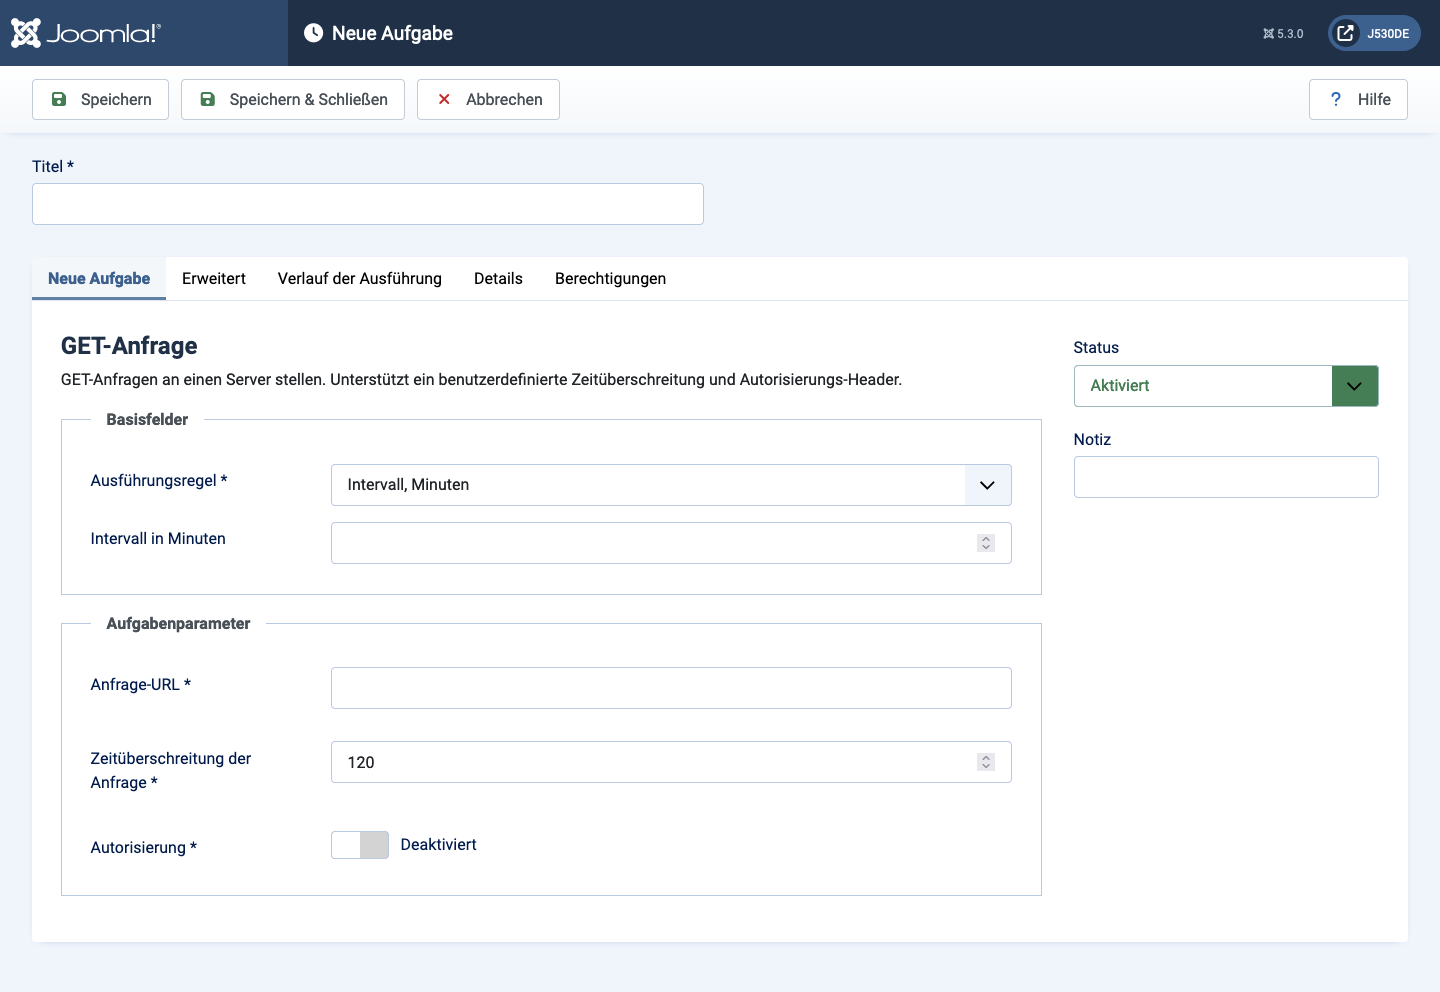 Joomla!®
Neue Aufgabe
5.3.0
J530DE
Speichern
Speichern & Schließen
Abbrechen
? Hilfe
Titel *
Neue Aufgabe
Erweitert
Verlauf der Ausführung
Details
Berechtigungen
GET-Anfrage
GET-Anfragen an einen Server stellen. Unterstützt ein benutzerdefinierte Zeitüberschreitung und Autorisierungs-Header.
Basisfelder
Ausführungsregel *
Intervall, Minuten
Intervall in Minuten
Aufgabenparameter
Anfrage-URL *
Zeitüberschreitung der
Anfrage *
120
Autorisierung *
Deaktiviert
Status
Aktiviert
Notiz